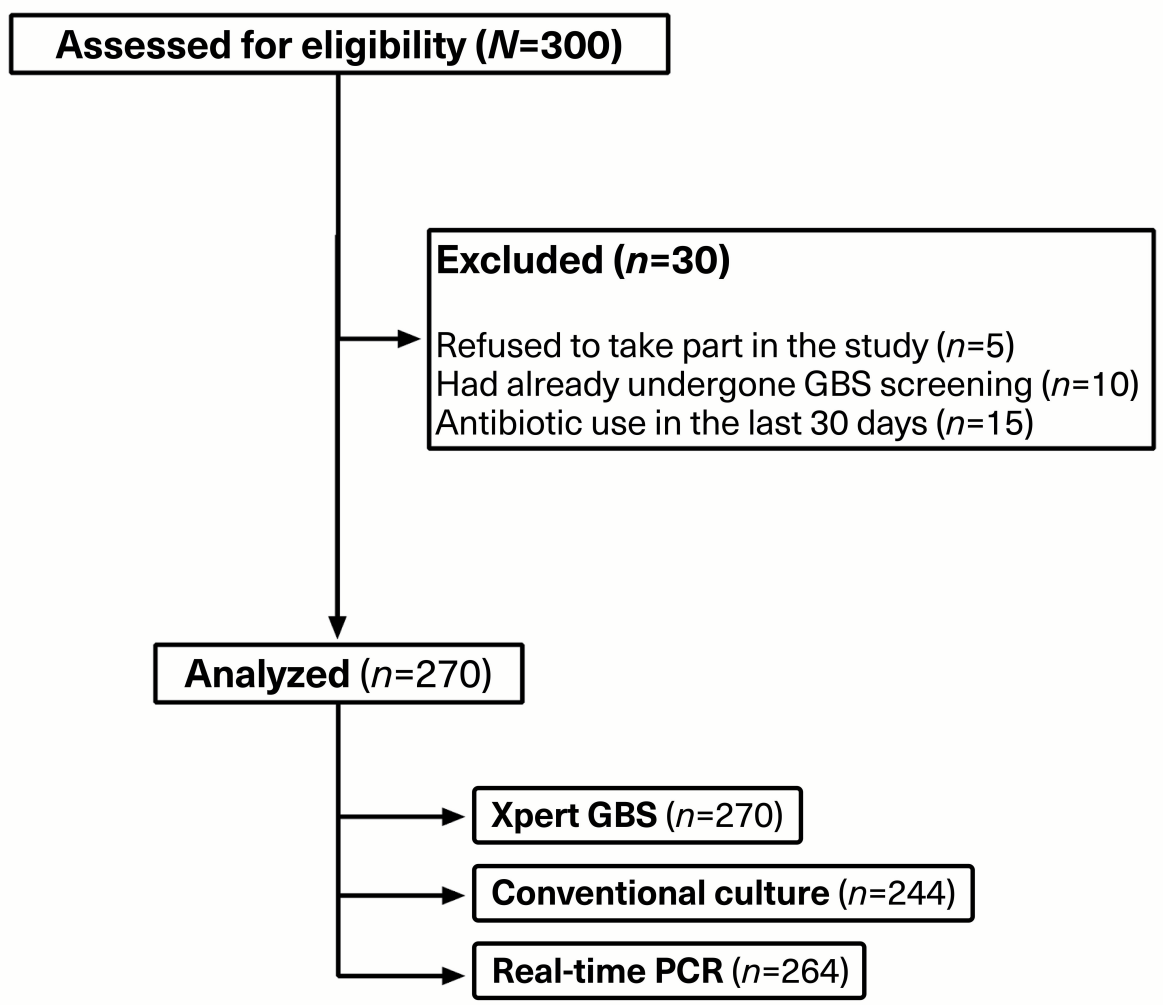 Assessed for eligibility (N=300)
Excluded (n=30)
Refused to take part in the study (n=5)
Had already undergone GBS screening (n=10)
Antibiotic use in the last 30 days (n=15)
Analyzed (n=270)
Xpert GBS (n=270)
Conventional culture (n=244)
Real-time PCR (n=264)